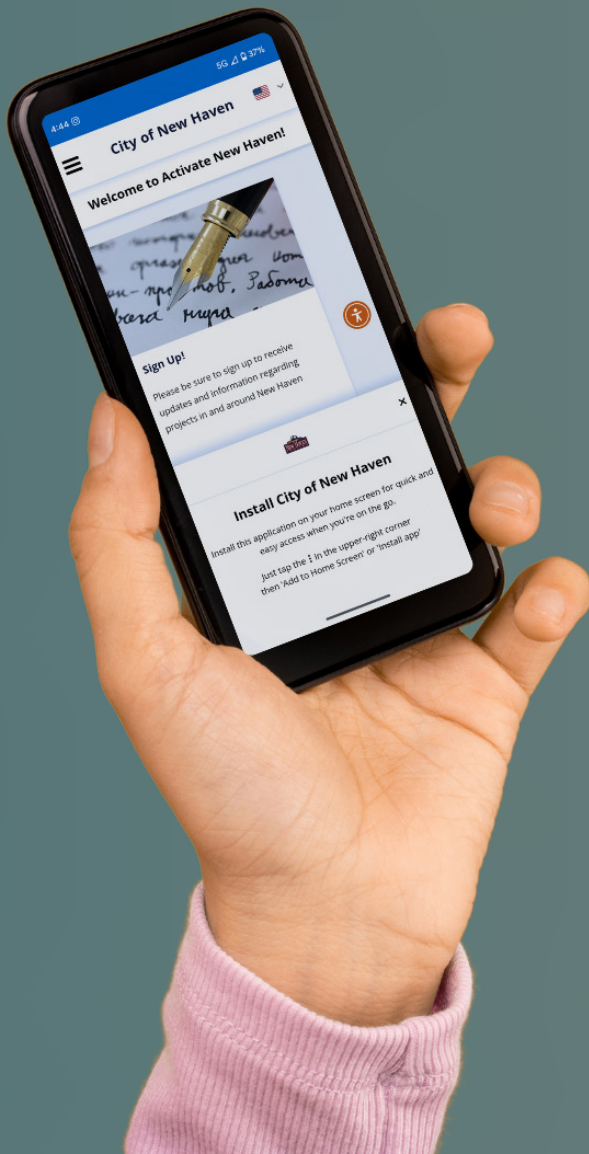 4:44
5G 37%
City of New Haven
Welcome to Activate New Haven!
Работа
Sign Up!
Please be sure to sign up to receive
updates and information regarding
projects in and around New Haven
Install City of New Haven
Install this application on your home screen for quick and
easy access when you're on the go.
Just tap the ⋮ in the upper-right corner
then 'Add to Home Screen' or 'Install app'